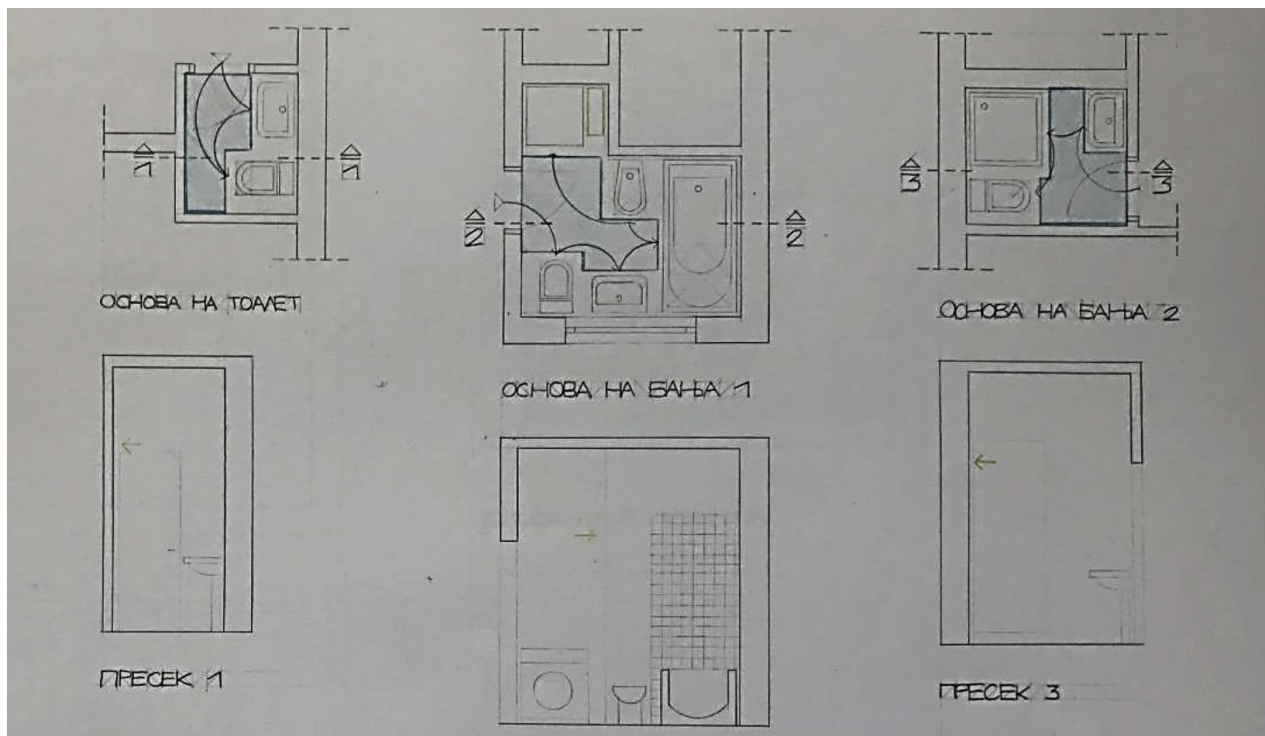 1
1
ОСНОВА НА ТОАЛЕТ
2
2
ОСНОВА НА БАЊА 1
3
3
ОСНОВА НА БАЊА 2
ПРЕСЕК 1
ПРЕСЕК 3